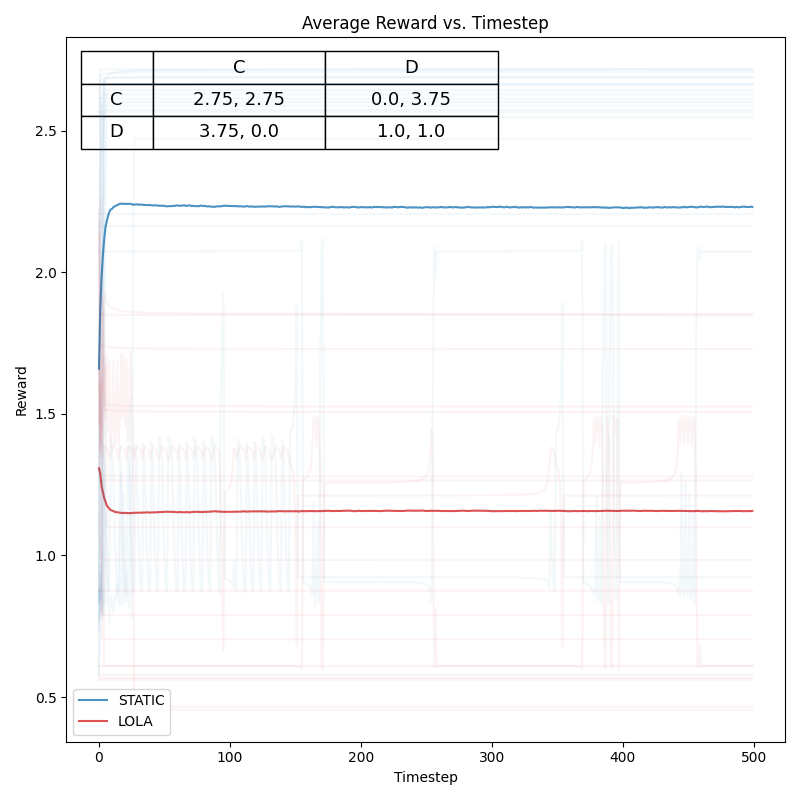 Average Reward vs. Timestep
C D
C 2.75, 2.75 0.0, 3.75
D 3.75, 0.0 1.0, 1.0
2.5
2.0
1.5
1.0
0.5
Reward
STATIC
LOLA
0 100 200 300 400 500
Timestep